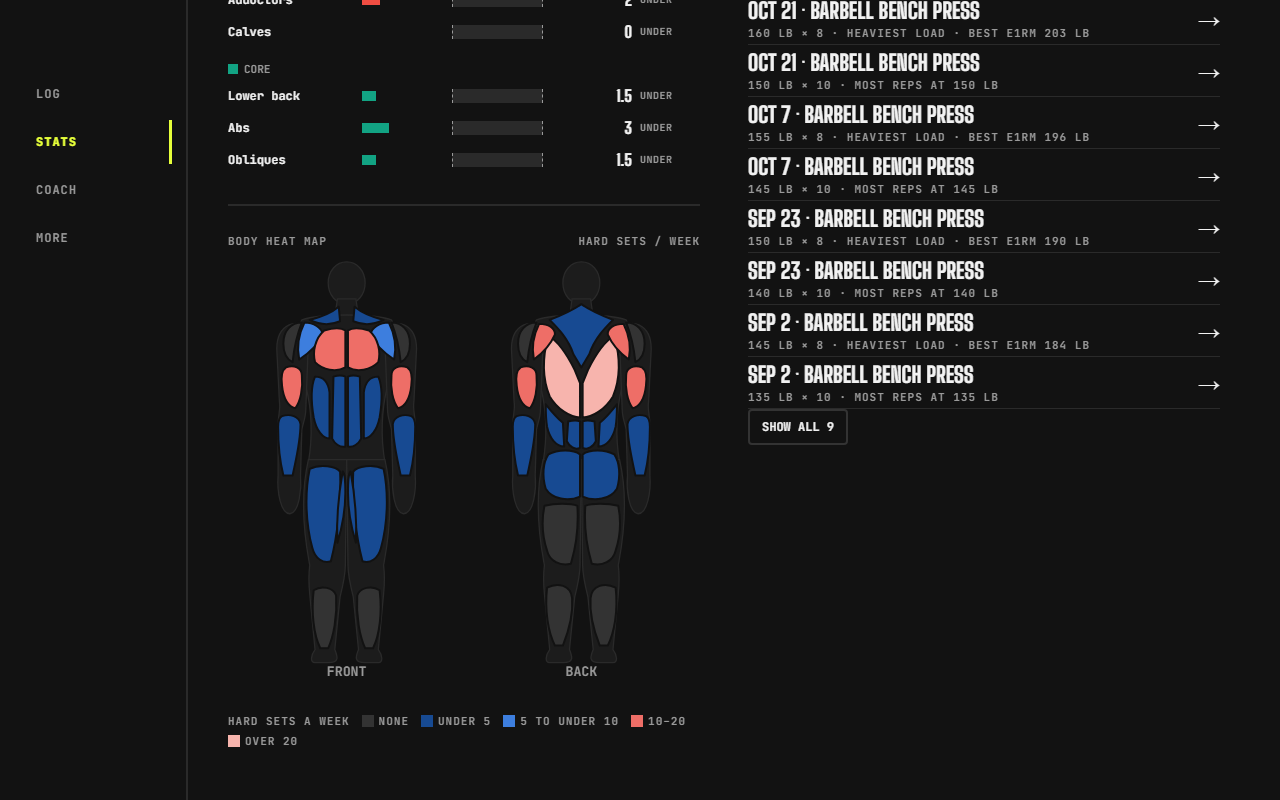 LOG
STATS
COACH
MORE
Adductors 2 UNDER
Calves 0 UNDER
CORE
Lower back 1.5 UNDER
Abs 3 UNDER
Obliques 1.5 UNDER
BODY HEAT MAP HARD SETS / WEEK
FRONT BACK
HARD SETS A WEEK NONE UNDER 5 5 TO UNDER 10 10–20
OVER 20
OCT 21 · BARBELL BENCH PRESS →
160 LB × 8 · HEAVIEST LOAD · BEST E1RM 203 LB
OCT 21 · BARBELL BENCH PRESS →
150 LB × 8 · MOST REPS AT 150 LB
OCT 7 · BARBELL BENCH PRESS →
155 LB × 8 · HEAVIEST LOAD · BEST E1RM 196 LB
OCT 7 · BARBELL BENCH PRESS →
145 LB × 10 · MOST REPS AT 145 LB
SEP 23 · BARBELL BENCH PRESS →
150 LB × 8 · HEAVIEST LOAD · BEST E1RM 190 LB
SEP 23 · BARBELL BENCH PRESS →
140 LB × 10 · MOST REPS AT 140 LB
SEP 2 · BARBELL BENCH PRESS →
145 LB × 8 · HEAVIEST LOAD · BEST E1RM 184 LB
SEP 2 · BARBELL BENCH PRESS →
135 LB × 10 · MOST REPS AT 135 LB
SHOW ALL 9